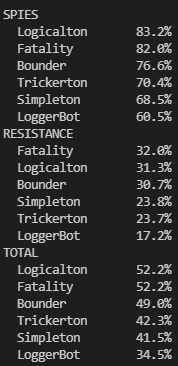 SPIES
Logicalton 83.2%
Fatality 82.0%
Bounder 76.6%
Trickerton 70.4%
Simpleton 68.5%
LoggerBot 60.5%
RESISTANCE
Fatality 32.0%
Logicalton 31.3%
Bounder 30.7%
Simpleton 23.8%
Trickerton 23.7%
LoggerBot 17.2%
TOTAL
Logicalton 52.2%
Fatality 52.2%
Bounder 49.0%
Trickerton 42.3%
Simpleton 41.5%
LoggerBot 34.5%